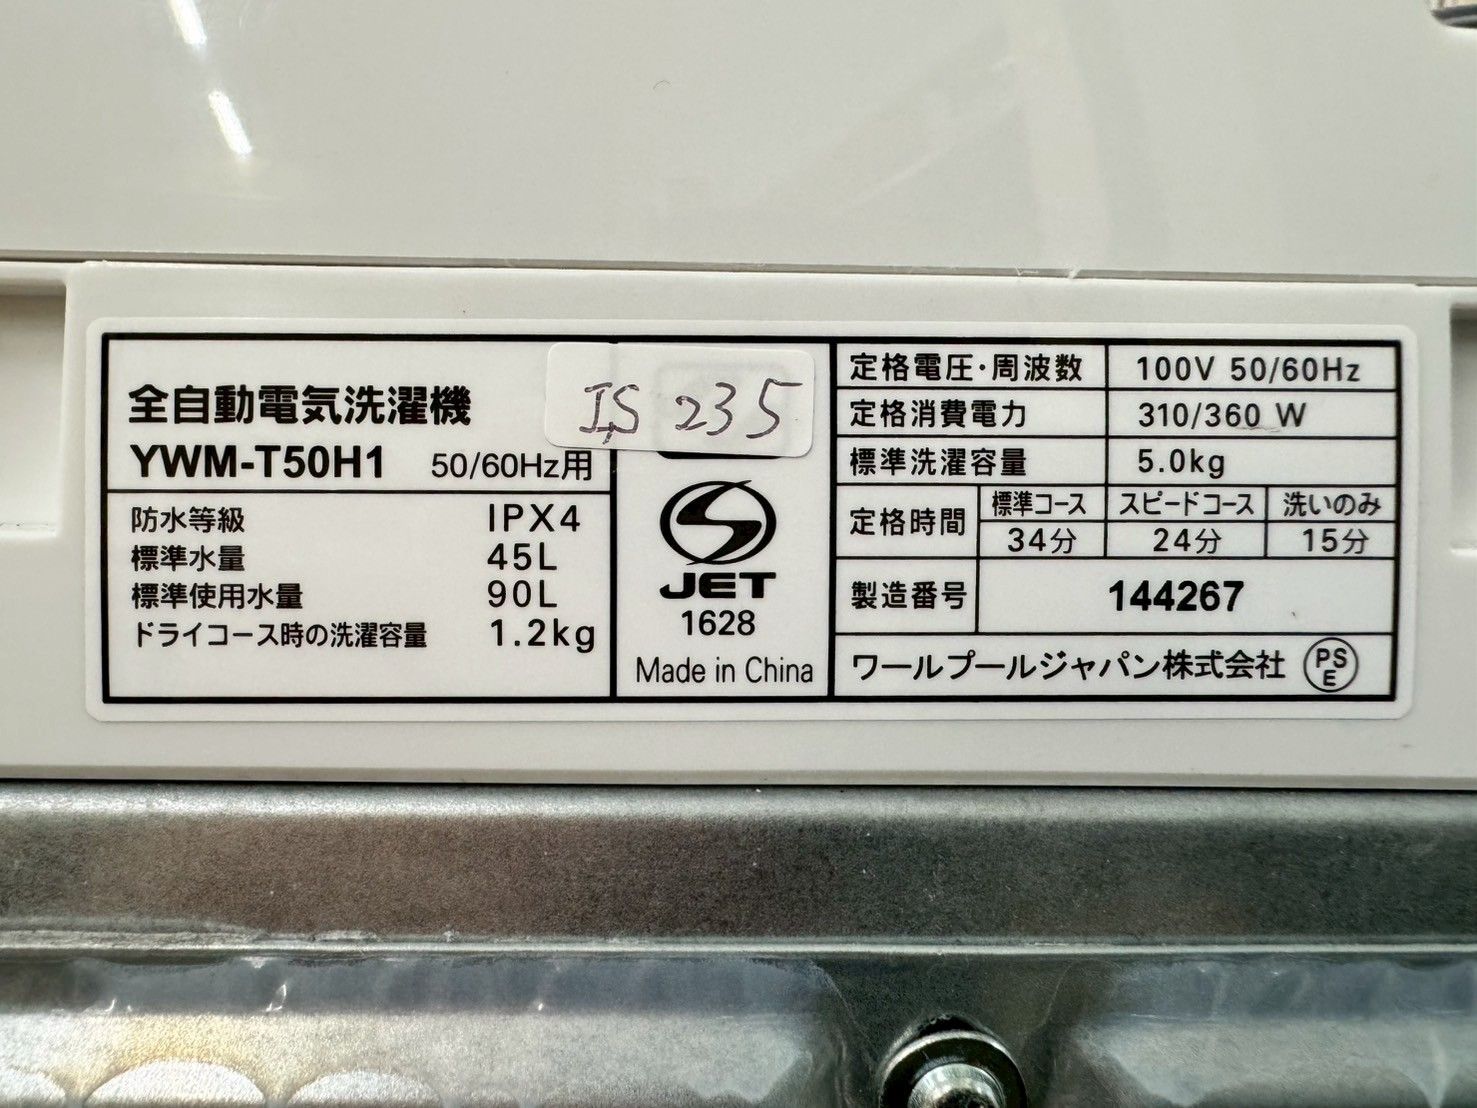 全自動電気洗濯機
YWM-T50H1 50/60Hz用
防水等級 IPX4
標準水量 45L
標準使用水量 90L
ドライコース時の洗濯容量 1.2kg
IS 235
JET
1628
Made in China
定格電圧・周波数 100V 50/60Hz
定格消費電力 310/360 W
標準洗濯容量 5.0kg
定格時間 標準コース スピードコース 洗いのみ
34分 24分 15分
製造番号 144267
ワールプールジャパン株式会社 PSE